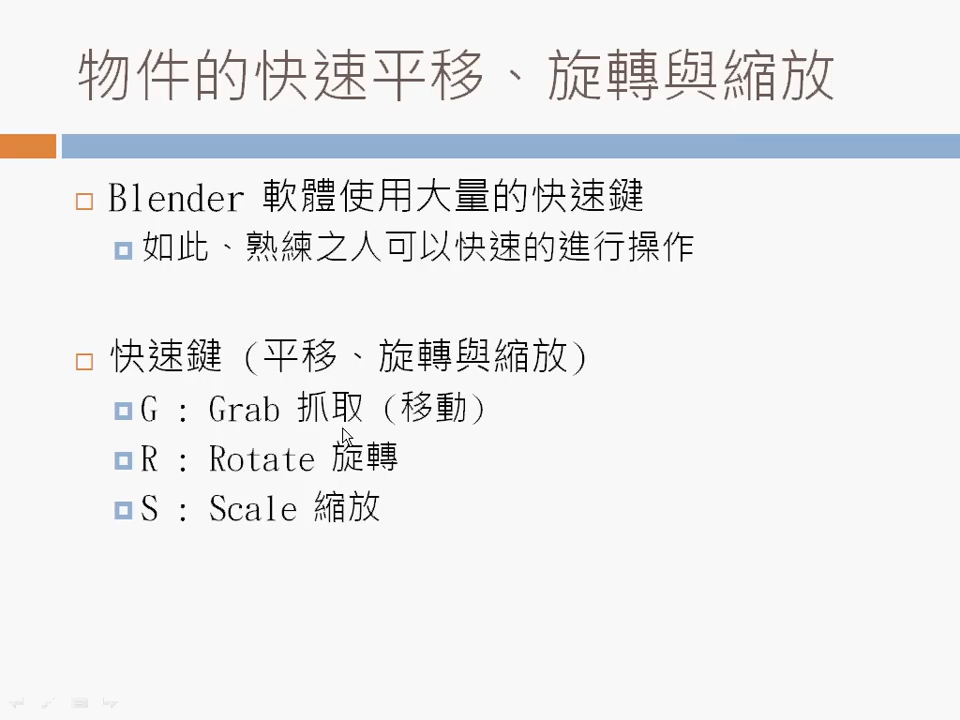 物件的快速平移、旋轉與縮放
Blender 軟體使用大量的快速鍵
如此、熟練之人可以快速的進行操作
快速鍵 (平移、旋轉與縮放)
G : Grab 抓取 (移動)
R : Rotate 旋轉
S : Scale 縮放